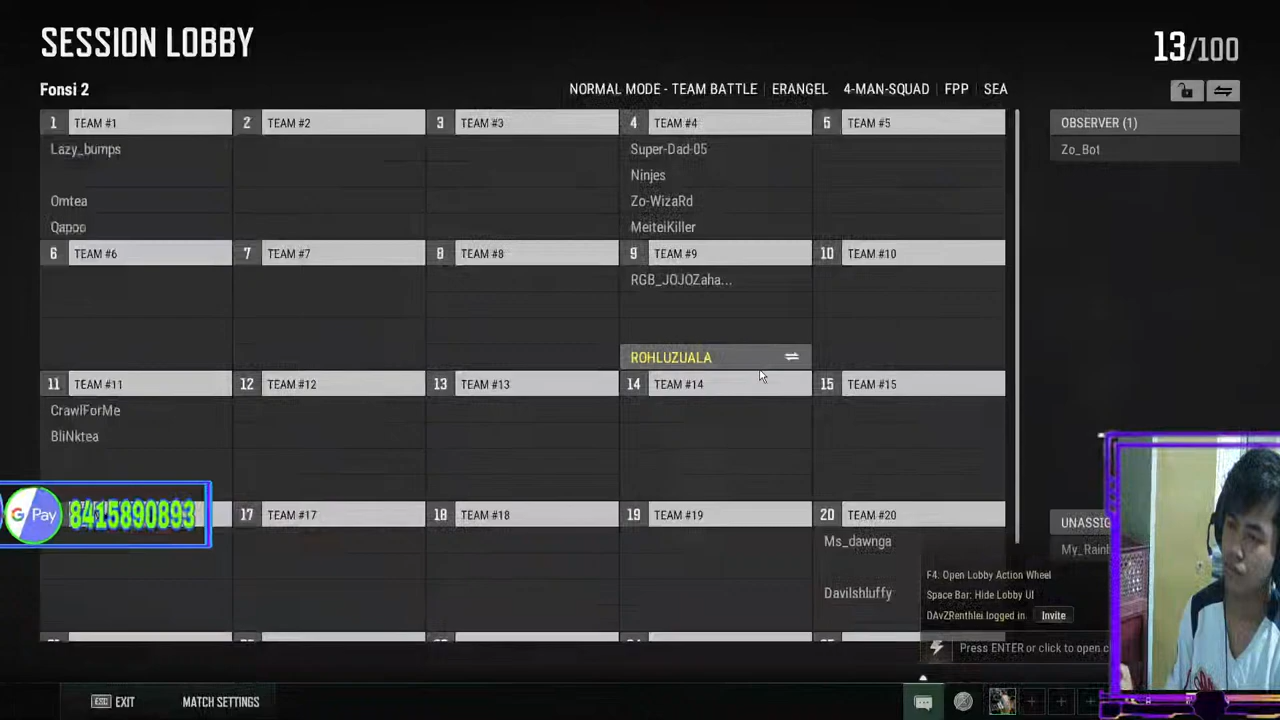 SESSION LOBBY
13/100
Fonsi 2
NORMAL MODE - TEAM BATTLE | ERANGEL | 4-MAN-SQUAD | FPP | SEA
1 TEAM #1
Lazy_bumps
Omtea
Qapoo
2 TEAM #2
3 TEAM #3
4 TEAM #4
Super-Dad-05
Ninjes
Zo-WizaRd
MeiteiKiller
5 TEAM #5
OBSERVER (1)
Zo_Bot
6 TEAM #6
7 TEAM #7
8 TEAM #8
9 TEAM #9
RGB_JOJOZaha...
ROHLUZUALA
10 TEAM #10
11 TEAM #11
CrawlForMe
BliNktea
12 TEAM #12
13 TEAM #13
14 TEAM #14
15 TEAM #15
G Pay 8415890893
17 TEAM #17
18 TEAM #18
19 TEAM #19
20 TEAM #20
Ms_dawnga
Davilshluffy
UNASSIG
My_Rain
F4: Open Lobby Action Wheel
Space Bar: Hide Lobby UI
DAvZRenthlei logged in. Invite
Press ENTER or click to open c
ESC EXIT
MATCH SETTINGS